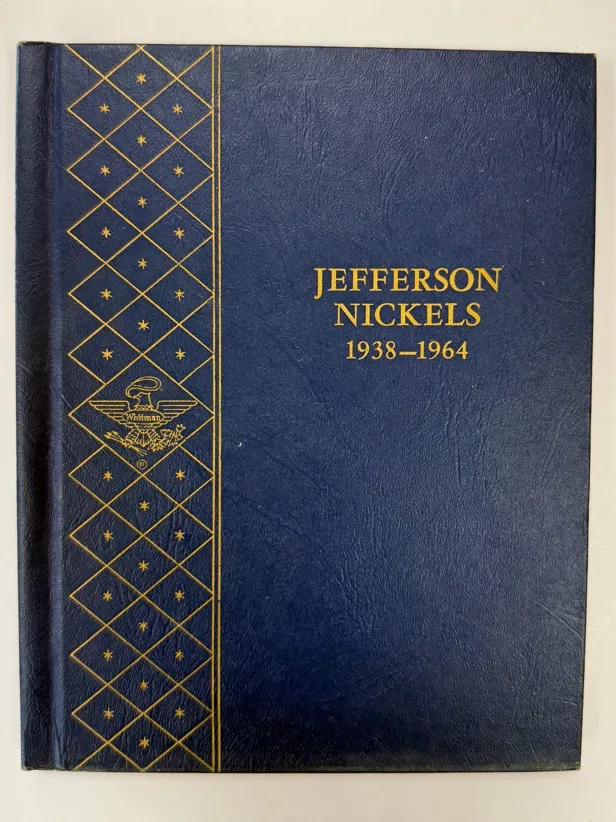 JEFFERSON
NICKELS
1938–1964
Whitman
®